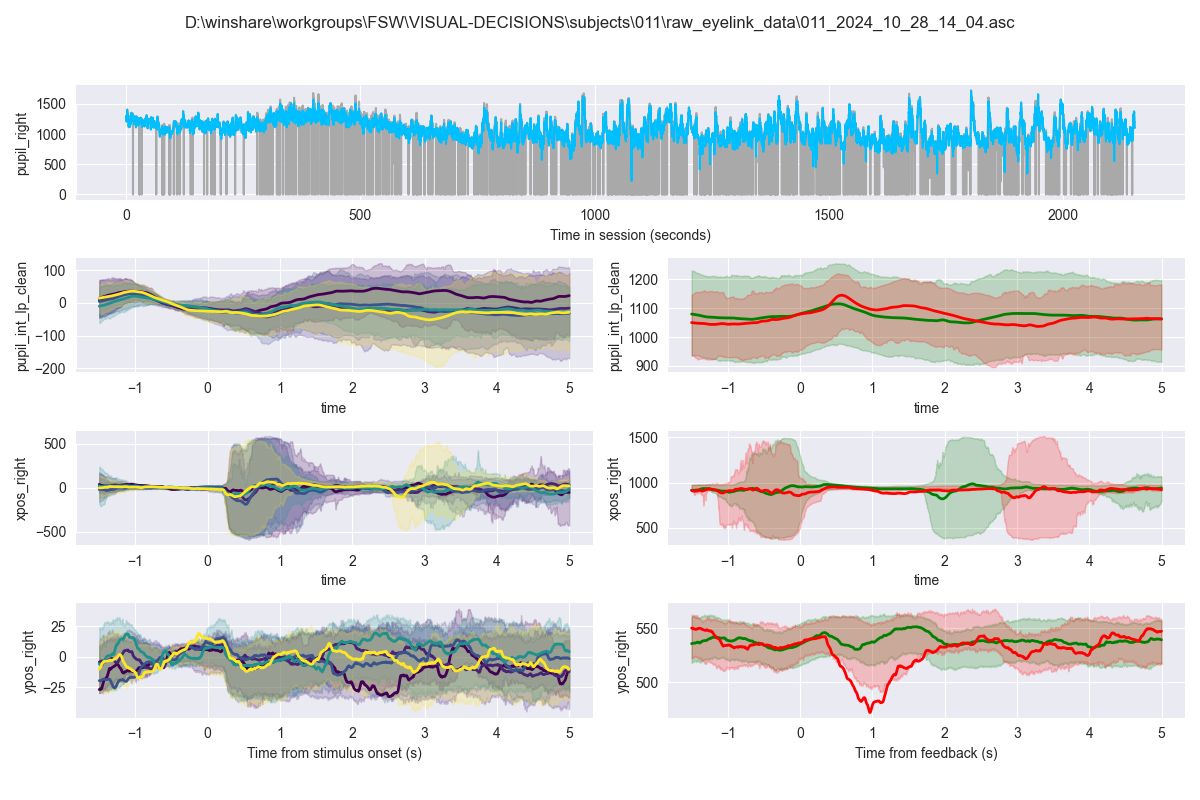 D:\winshare\workgroups\FSW\VISUAL-DECISIONS\subjects\011\raw_eyelink_data\011_2024_10_28_14_04.asc
pupil_right
1500
1000
500
0
0 500 1000 1500 2000
Time in session (seconds)
pupil_int_lp_clean
100
0
−100
−200
−1 0 1 2 3 4 5
time
pupil_int_lp_clean
1200
1100
1000
900
−1 0 1 2 3 4 5
time
xpos_right
500
0
−500
−1 0 1 2 3 4 5
time
xpos_right
1500
1000
500
−1 0 1 2 3 4 5
time
ypos_right
25
0
−25
−1 0 1 2 3 4 5
Time from stimulus onset (s)
ypos_right
550
500
−1 0 1 2 3 4 5
Time from feedback (s)